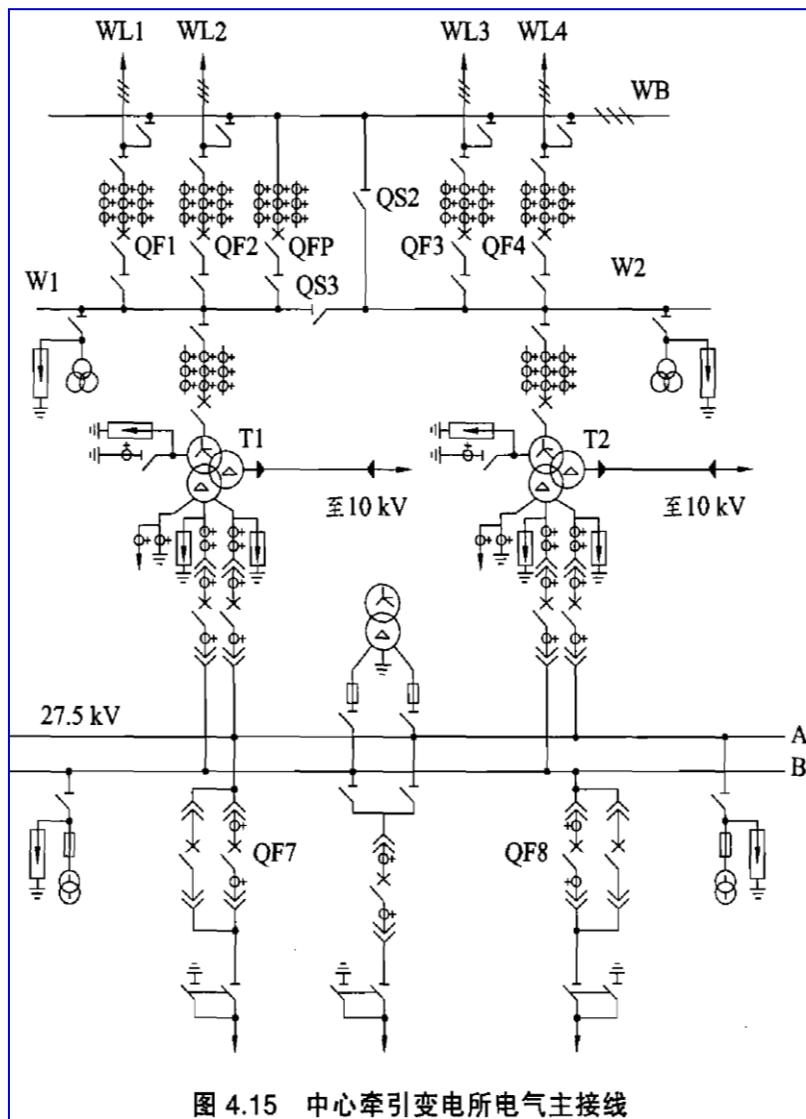 WL1 WL2 WL3 WL4
WB
QS2
QF1 QF2 QFP QF3 QF4
W1 QS3 W2
T1 T2
至10 kV 至10 kV
27.5 kV
A
B
QF7 QF8
图 4.15 中心牵引变电所电气主接线